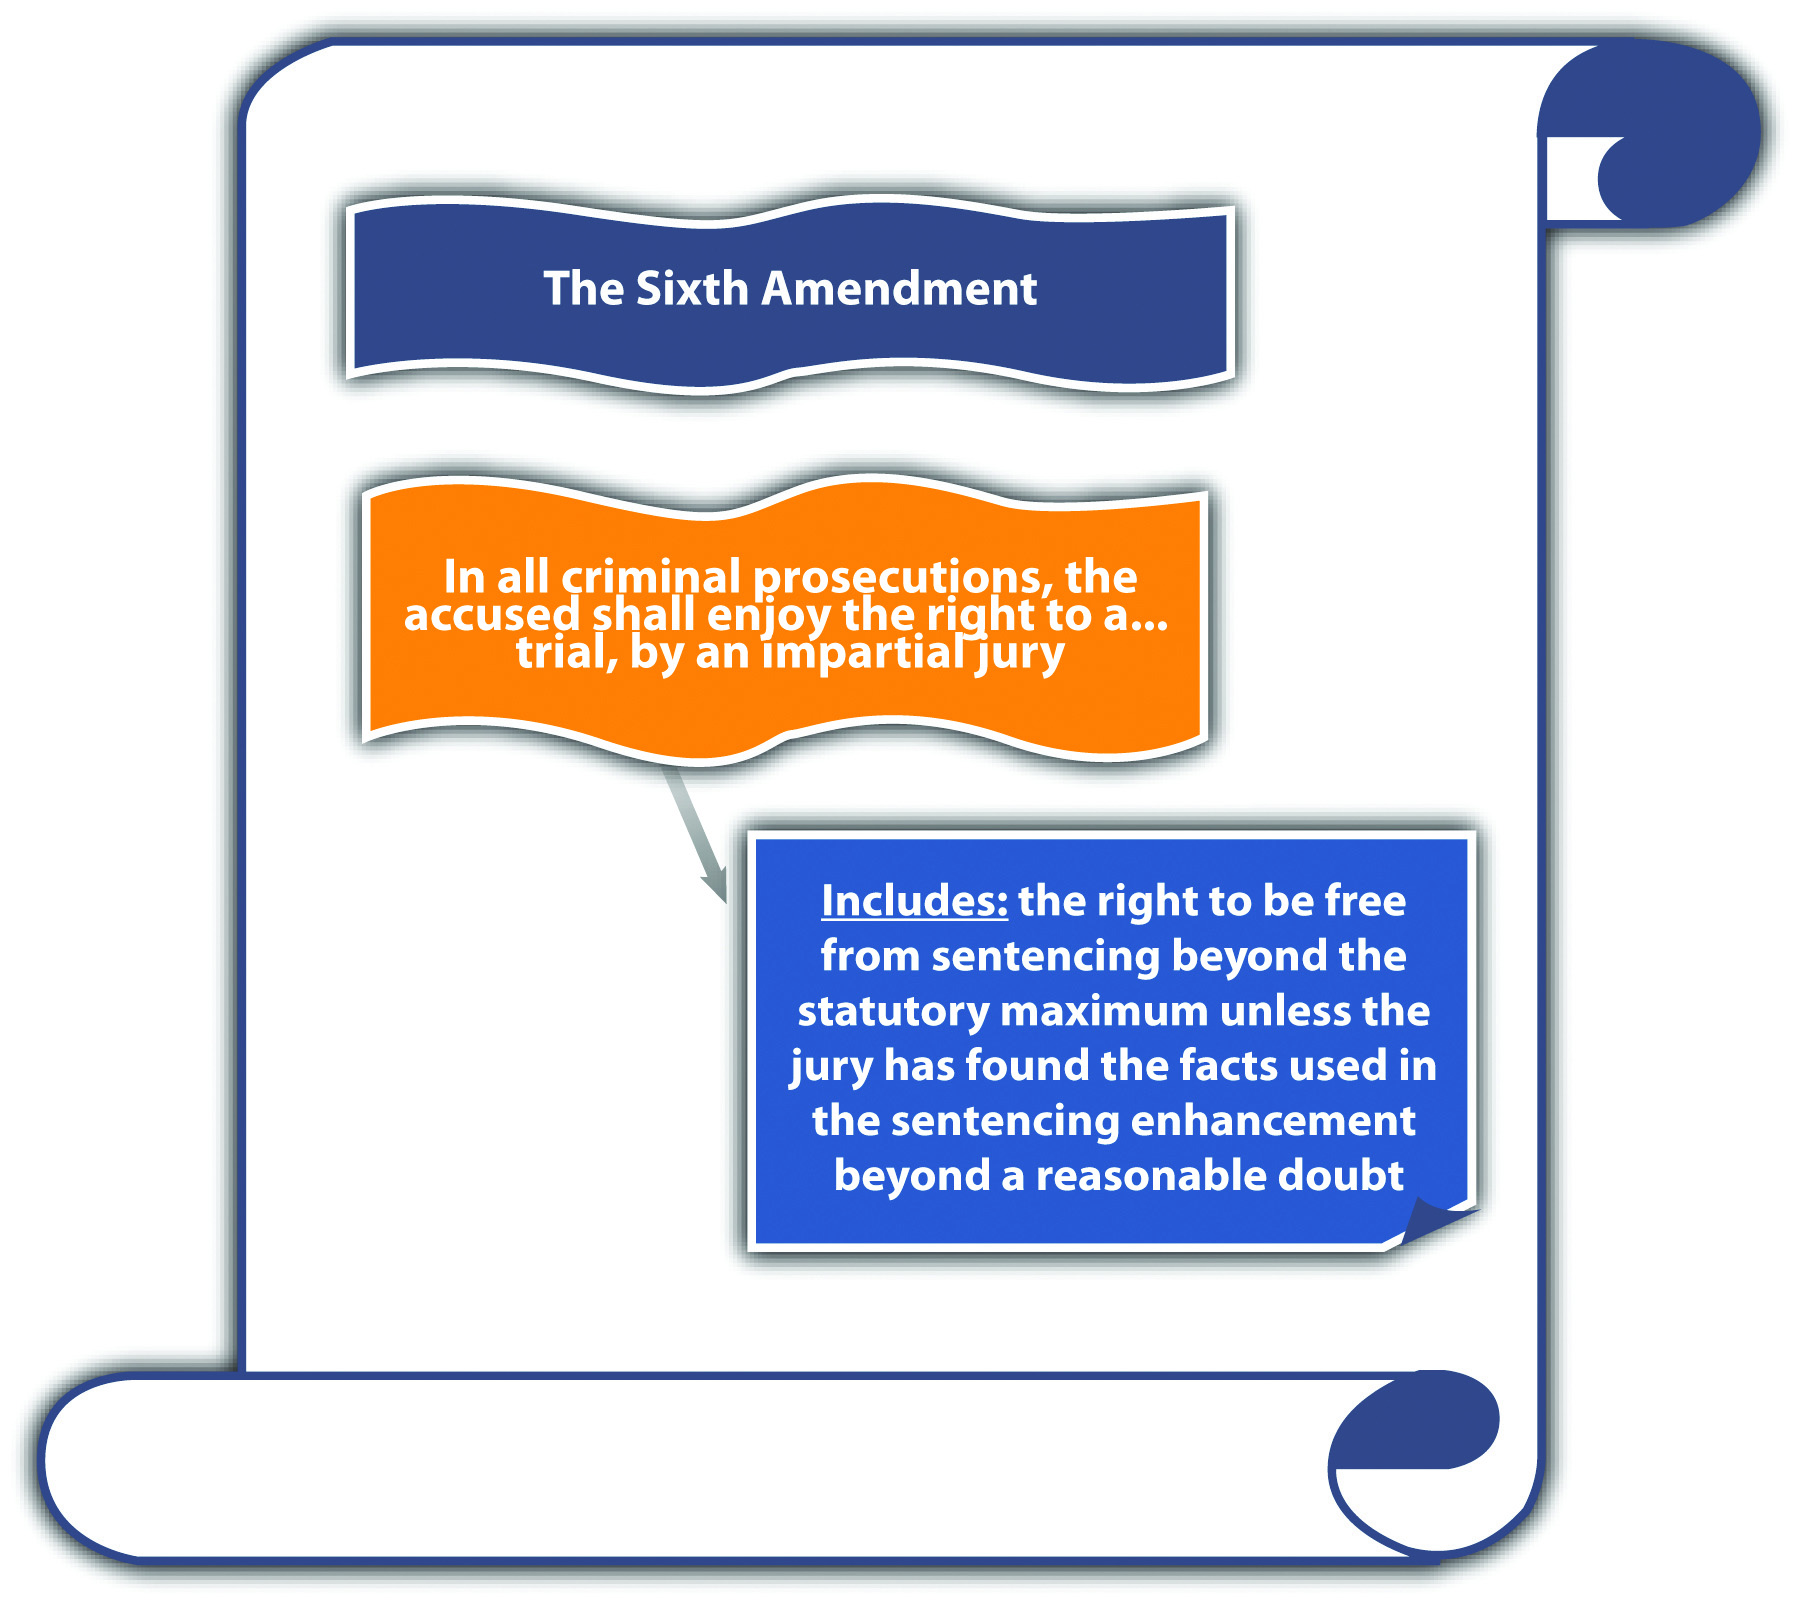 The Sixth Amendment
In all criminal prosecutions, the
accused shall enjoy the right to a...
trial, by an impartial jury
Includes: the right to be free
from sentencing beyond the
statutory maximum unless the
jury has found the facts used in
the sentencing enhancement
beyond a reasonable doubt